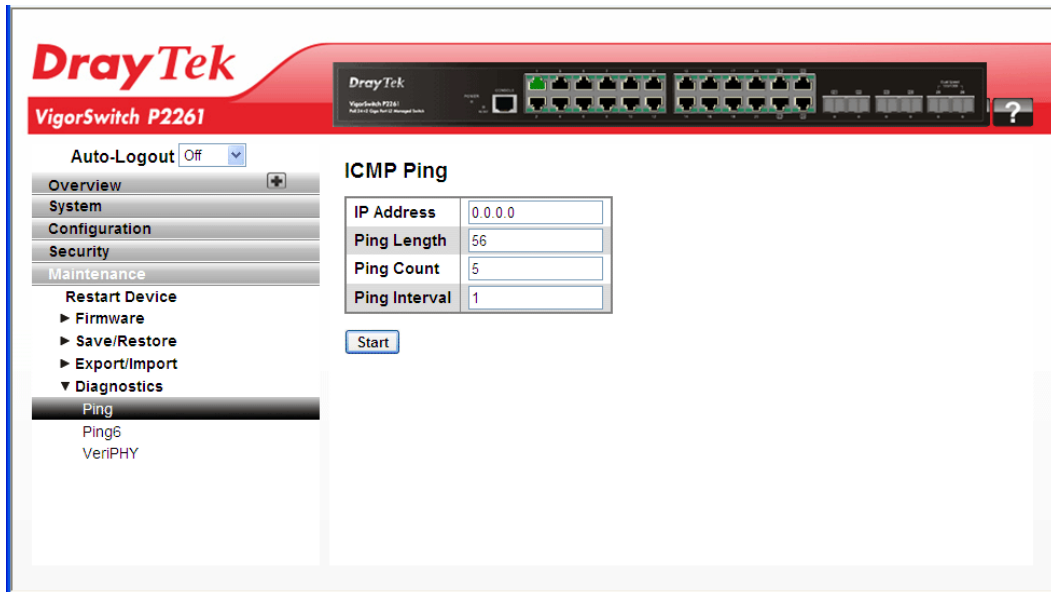 DrayTek
VigorSwitch P2261
DrayTek
VigorSwitch P2261
?
Auto-Logout Off
Overview
System
Configuration
Security
Maintenance
Restart Device
Firmware
Save/Restore
Export/Import
Diagnostics
Ping
Ping6
VeriPHY
ICMP Ping
IP Address 0.0.0.0
Ping Length 56
Ping Count 5
Ping Interval 1
Start